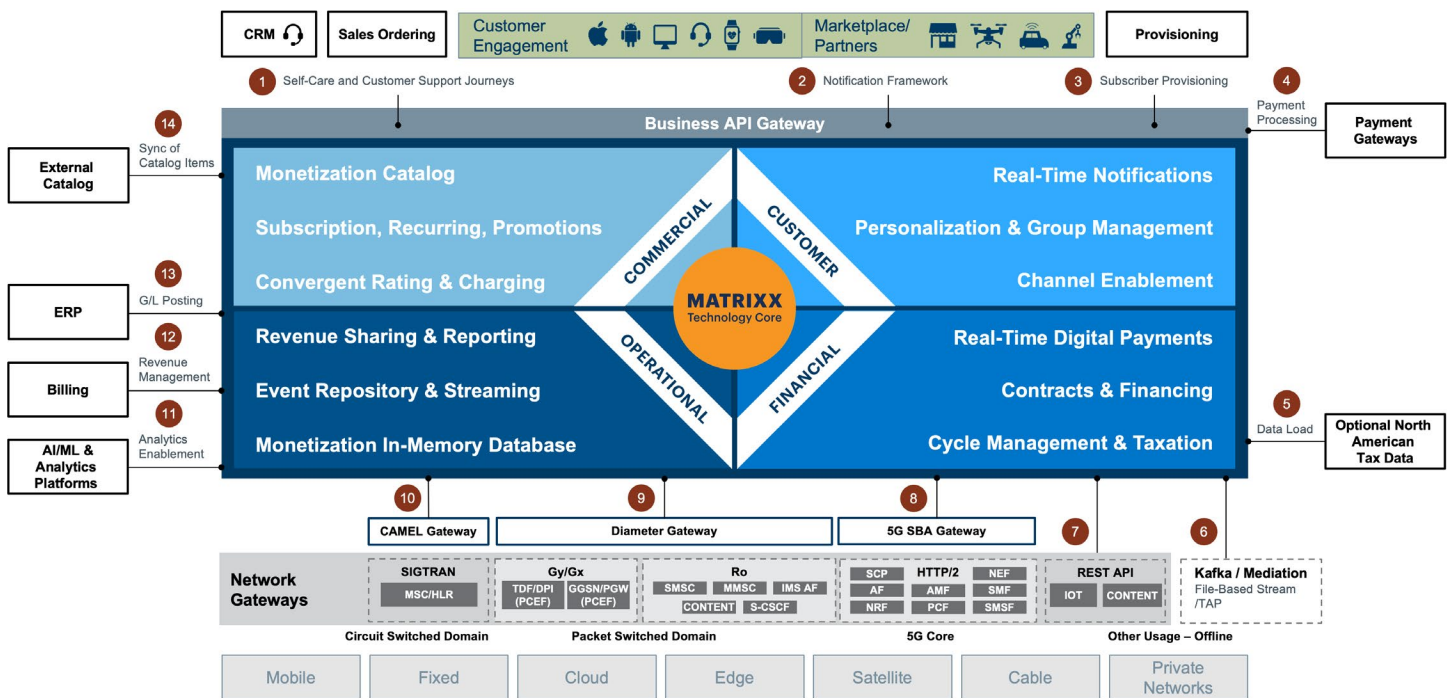 CRM
Sales Ordering
Customer
Engagement
Marketplace/
Partners
Provisioning
1
Self-Care and Customer Support Journeys
2
Notification Framework
3
Subscriber Provisioning
4
Payment
Processing
Payment
Gateways
Business API Gateway
14
Sync of
Catalog Items
External
Catalog
13
G/L Posting
ERP
12
Revenue
Management
Billing
11
Analytics
Enablement
AI/ML &
Analytics
Platforms
Monetization Catalog
Subscription, Recurring, Promotions
Convergent Rating & Charging
COMMERCIAL
CUSTOMER
Real-Time Notifications
Personalization & Group Management
Channel Enablement
MATRIXX
Technology Core
Revenue Sharing & Reporting
Event Repository & Streaming
Monetization In-Memory Database
OPERATIONAL
FINANCIAL
Real-Time Digital Payments
Contracts & Financing
Cycle Management & Taxation
5
Data Load
Optional North
American
Tax Data
10
9
8
7
6
CAMEL Gateway
Diameter Gateway
5G SBA Gateway
Network
Gateways
SIGTRAN
MSC/HLR
Gy/Gx
TDF/DPI
(PCEF)
GGSN/PGW
(PCEF)
Ro
SMSC
MMSC
IMS AF
CONTENT
S-CSCF
SCP
HTTP/2
NEF
AF
AMF
SMF
NRF
PCF
SMSF
REST API
IOT
CONTENT
Kafka / Mediation
File-Based Stream
/TAP
Circuit Switched Domain
Packet Switched Domain
5G Core
Other Usage – Offline
Mobile
Fixed
Cloud
Edge
Satellite
Cable
Private
Networks